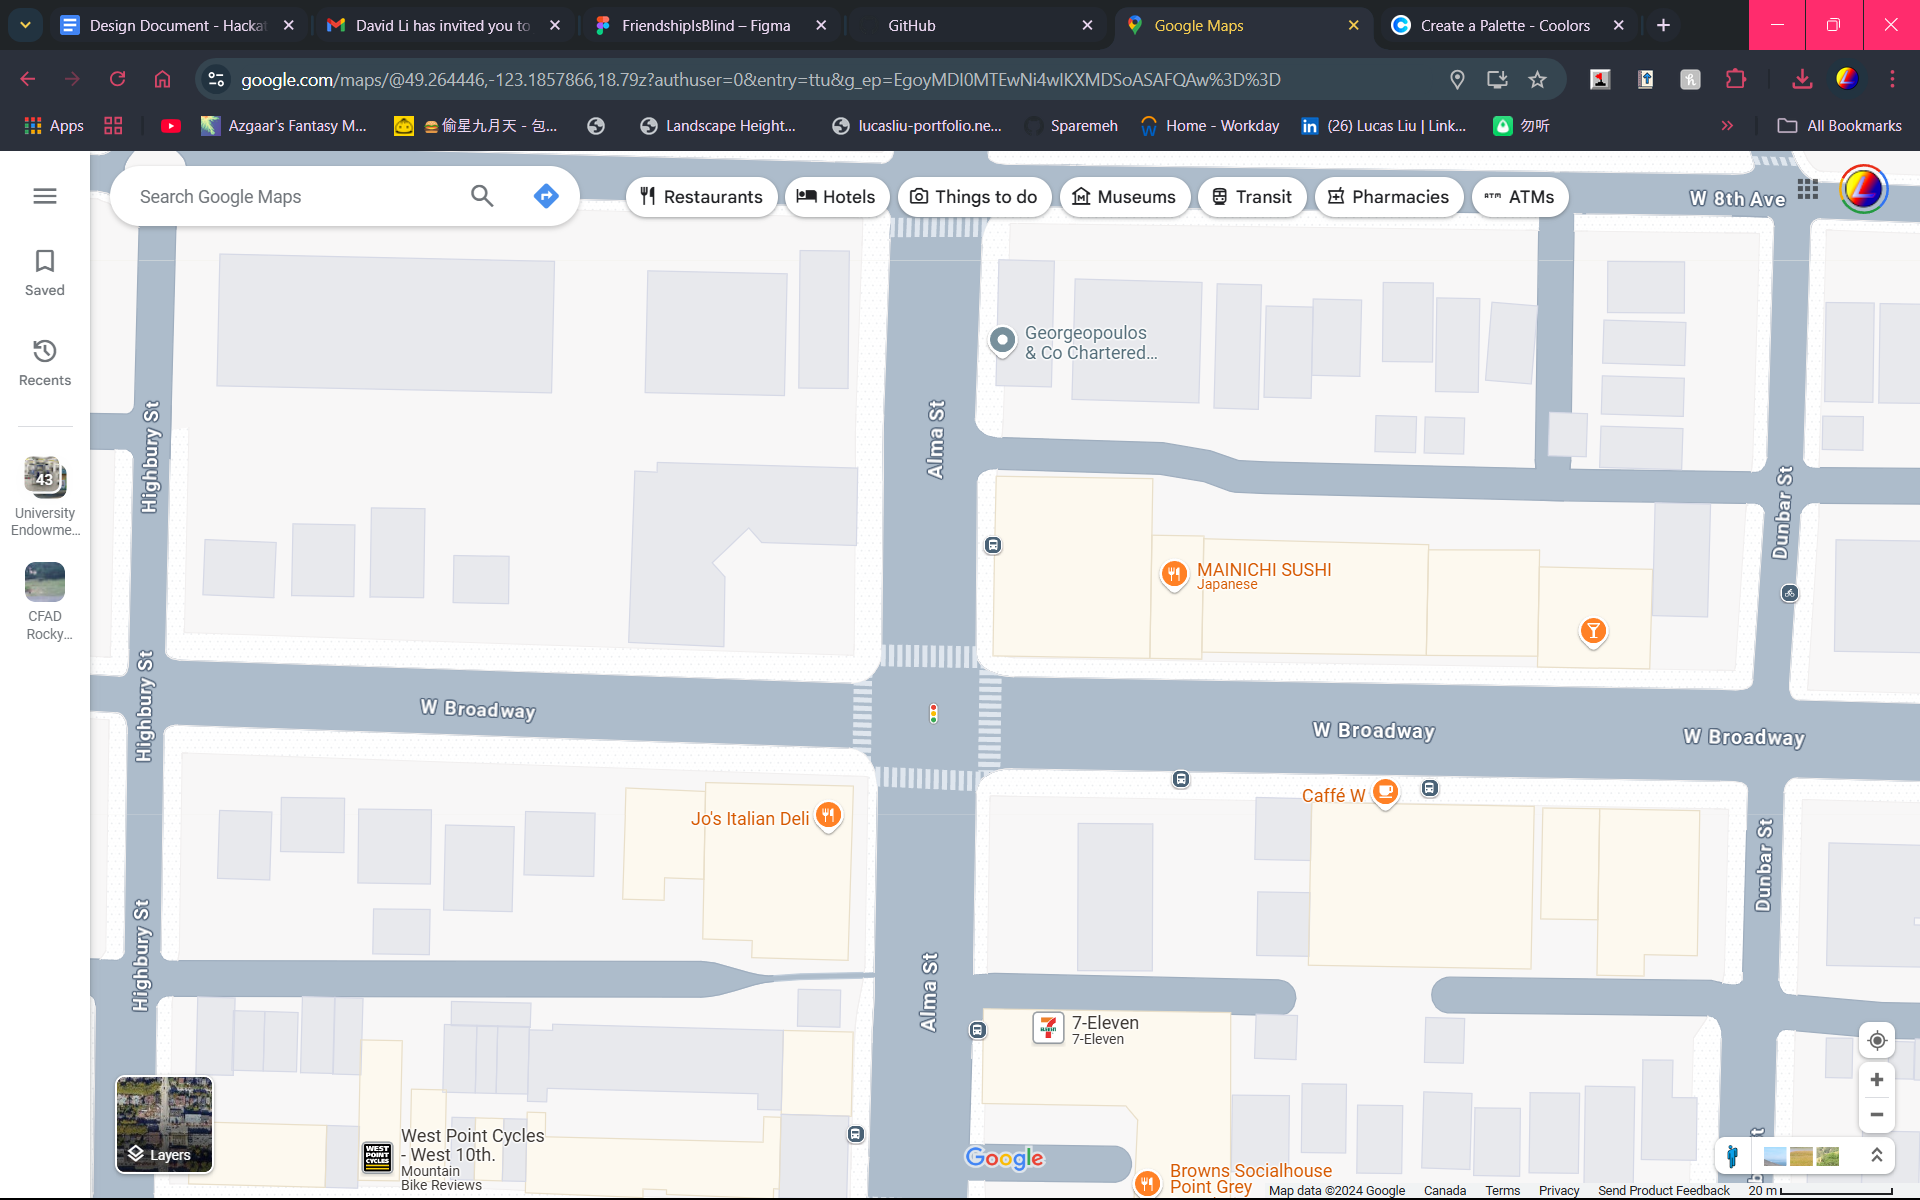 Design Document - Hackat
David Li has invited you to
FriendshipIsBlind – Figma
GitHub
Google Maps
Create a Palette - Coolors
google.com/maps/@49.264446,-123.1857866,18.79z?authuser=0&entry=ttu&g_ep=EgoyMDI0MTEwNi4wIKXMDSoASAFQAw%3D%3D
Apps
Azgaar's Fantasy M...
偷星九月天 - 包...
Landscape Height...
lucasliu-portfolio.ne...
Sparemeh
Home - Workday
(26) Lucas Liu | Link...
勿听
All Bookmarks
Search Google Maps
Restaurants
Hotels
Things to do
Museums
Transit
Pharmacies
ATM
ATMs
W 8th Ave
Saved
Recents
43
University
Endowme...
CFAD
Rocky...
Georgeopoulos
& Co Chartered...
Highbury St
Alma St
Dunbar St
MAINICHI SUSHI
Japanese
Highbury St
W Broadway
W Broadway
W Broadway
Jo's Italian Deli
Caffé W
Dunbar St
Highbury St
Alma St
7-Eleven
7-Eleven
WEST
POINT
CYCLES
West Point Cycles
- West 10th.
Mountain
Bike Reviews
Layers
Google
Browns Socialhouse
Point Grey
Map data ©2024 Google
Canada
Terms
Privacy
Send Product Feedback
20 m